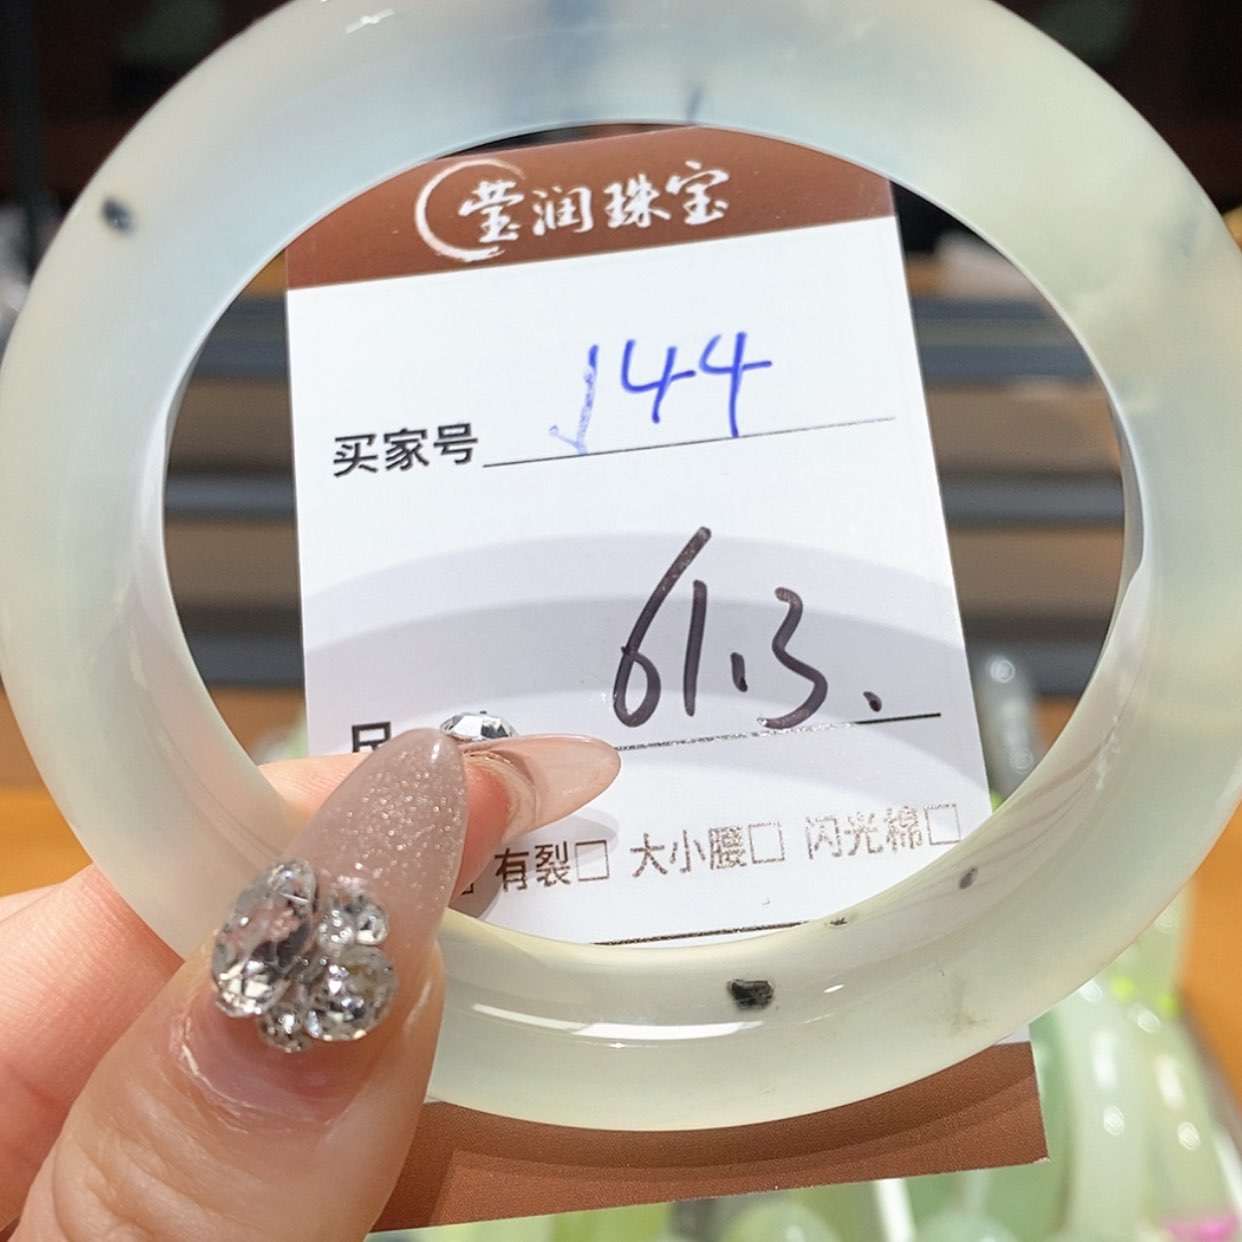 莹润珠宝
买家号 144
61.3.
有裂□ 大小腰□ 闪光棉□